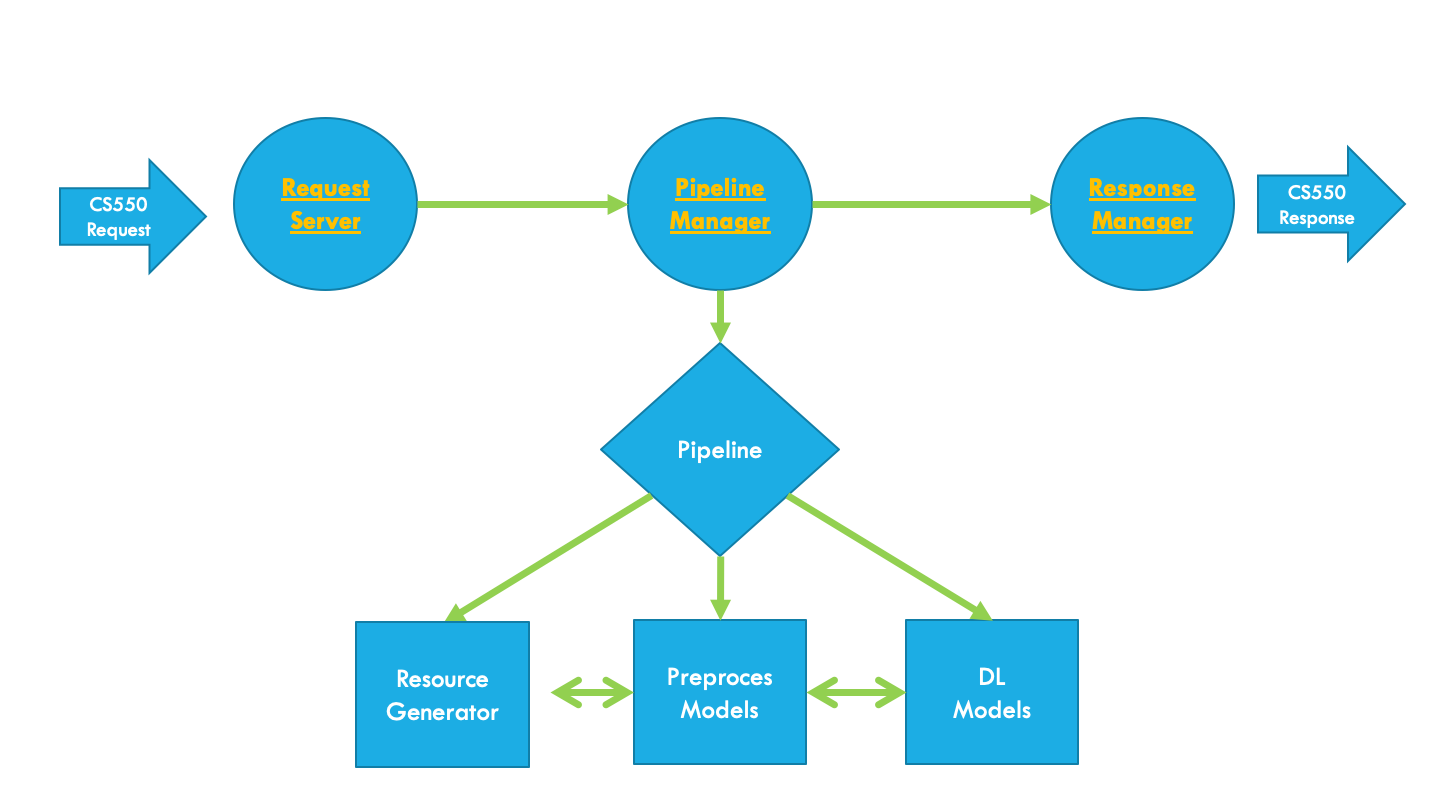 CS550
Request
Request
Server
Pipeline
Manager
Response
Manager
CS550
Response
Pipeline
Resource
Generator
Preproces
Models
DL
Models